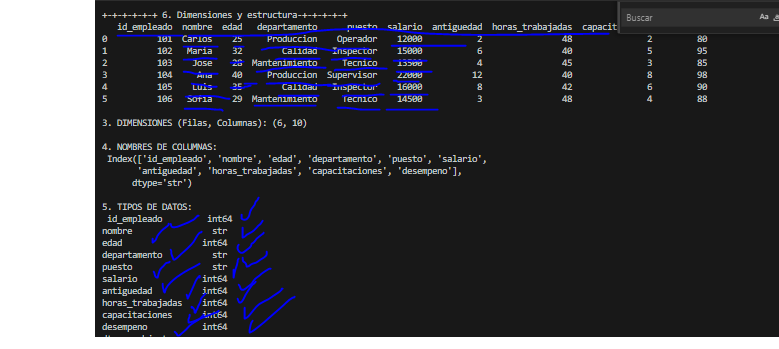 +-+-+-+-+-+ 6. Dimensiones y estructura-+-+-+-+-+
id_empleado nombre edad departamento puesto salario antiguedad horas_trabajadas capacit
0 101 Carlos 25 Produccion Operador 12000 2 48 2 80
1 102 Maria 32 Calidad Inspector 15000 6 40 5 95
2 103 Jose 28 Mantenimiento Tecnico 13500 4 45 3 85
3 104 Ana 40 Produccion Supervisor 22000 12 40 8 98
4 105 Luis 35 Calidad Inspector 16000 8 42 6 90
5 106 Sofia 29 Mantenimiento Tecnico 14500 3 48 4 88
3. DIMENSIONES (Filas, Columnas): (6, 10)
4. NOMBRES DE COLUMNAS:
Index(['id_empleado', 'nombre', 'edad', 'departamento', 'puesto', 'salario',
'antiguedad', 'horas_trabajadas', 'capacitaciones', 'desempeno'],
dtype='str')
5. TIPOS DE DATOS:
id_empleado int64
nombre str
edad int64
departamento str
puesto str
salario int64
antiguedad int64
horas_trabajadas int64
capacitaciones int64
desempeno int64
Buscar Aa